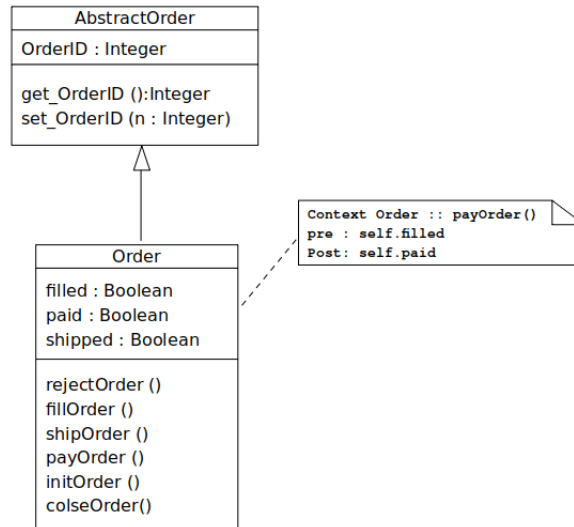 AbstractOrder
OrderID : Integer
get_OrderID ():Integer
set_OrderID (n : Integer)
Context Order :: payOrder()
pre : self.filled
Post: self.paid
Order
filled : Boolean
paid : Boolean
shipped : Boolean
rejectOrder ()
fillOrder ()
shipOrder ()
payOrder ()
initOrder ()
colseOrder()